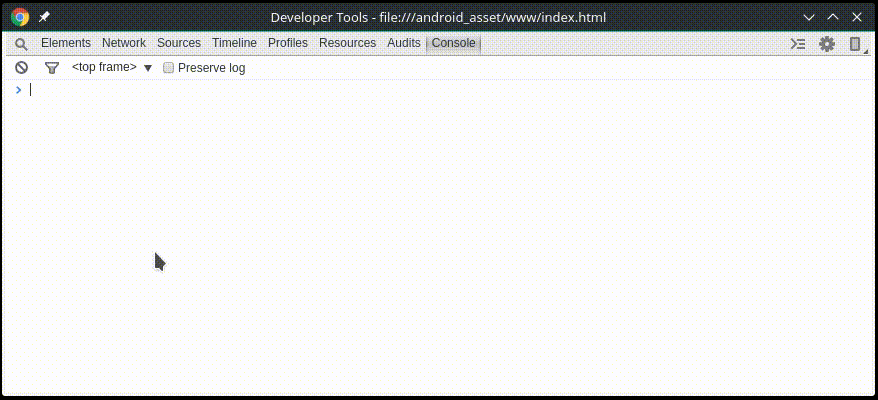 Developer Tools - file:///android_asset/www/index.html
Elements Network Sources Timeline Profiles Resources Audits Console
<top frame> Preserve log